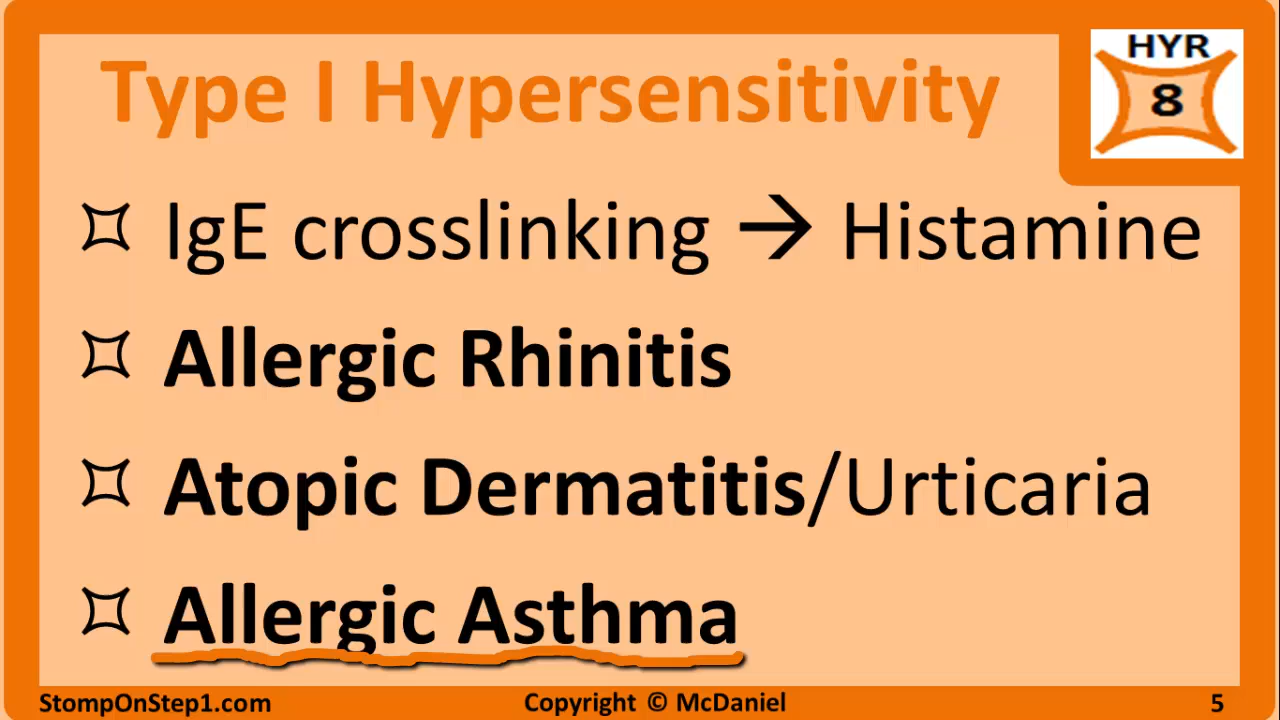 Type I Hypersensitivity
HYR
8
IgE crosslinking → Histamine
Allergic Rhinitis
Atopic Dermatitis/Urticaria
Allergic Asthma
StompOnStep1.com
Copyright © McDaniel
5